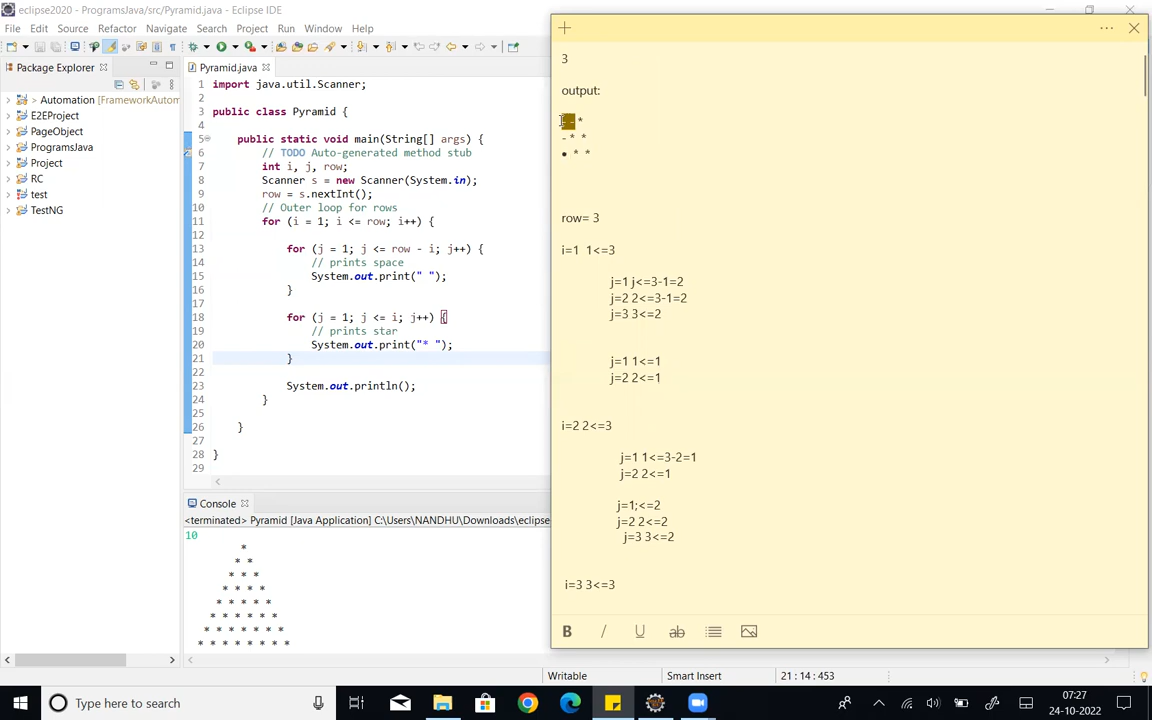 eclipse2020 - ProgramsJava/src/Pyramid.java - Eclipse IDE
File Edit Source Refactor Navigate Search Project Run Window Help
Package Explorer
> Automation [FrameworkAutom
E2EProject
PageObject
ProgramsJava
Project
RC
test
TestNG
Pyramid.java
1 import java.util.Scanner;
2
3 public class Pyramid {
4
5 public static void main(String[] args) {
6 // TODO Auto-generated method stub
7 int i, j, row;
8 Scanner s = new Scanner(System.in);
9 row = s.nextInt();
10 // Outer loop for rows
11 for (i = 1; i <= row; i++) {
12
13 for (j = 1; j <= row - i; j++) {
14 // prints space
15 System.out.print(" ");
16 }
17
18 for (j = 1; j <= i; j++) {
19 // prints star
20 System.out.print("* ");
21 }
22
23 System.out.println();
24 }
25
26 }
27
28 }
29
Console
<terminated> Pyramid [Java Application] C:\Users\NANDHU\Downloads\eclipse
10
*
* *
* * *
* * * *
* * * * *
* * * * * *
* * * * * * *
* * * * * * * *
3
output:
- - *
- * *
• * *
row= 3
i=1 1<=3
j=1 j<=3-1=2
j=2 2<=3-1=2
j=3 3<=2
j=1 1<=1
j=2 2<=1
i=2 2<=3
j=1 1<=3-2=1
j=2 2<=1
j=1;<=2
j=2 2<=2
j=3 3<=2
i=3 3<=3
B I U ab
Writable Smart Insert 21 : 14 : 453
Type here to search
07:27
24-10-2022